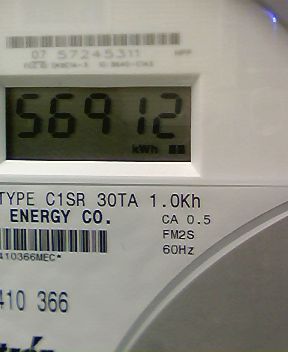 07 57245311
56912
kWh
TYPE C1SR 30TA 1.0Kh
ENERGY CO.
CA 0.5
FM2S
60Hz
410366MEC*
410 366